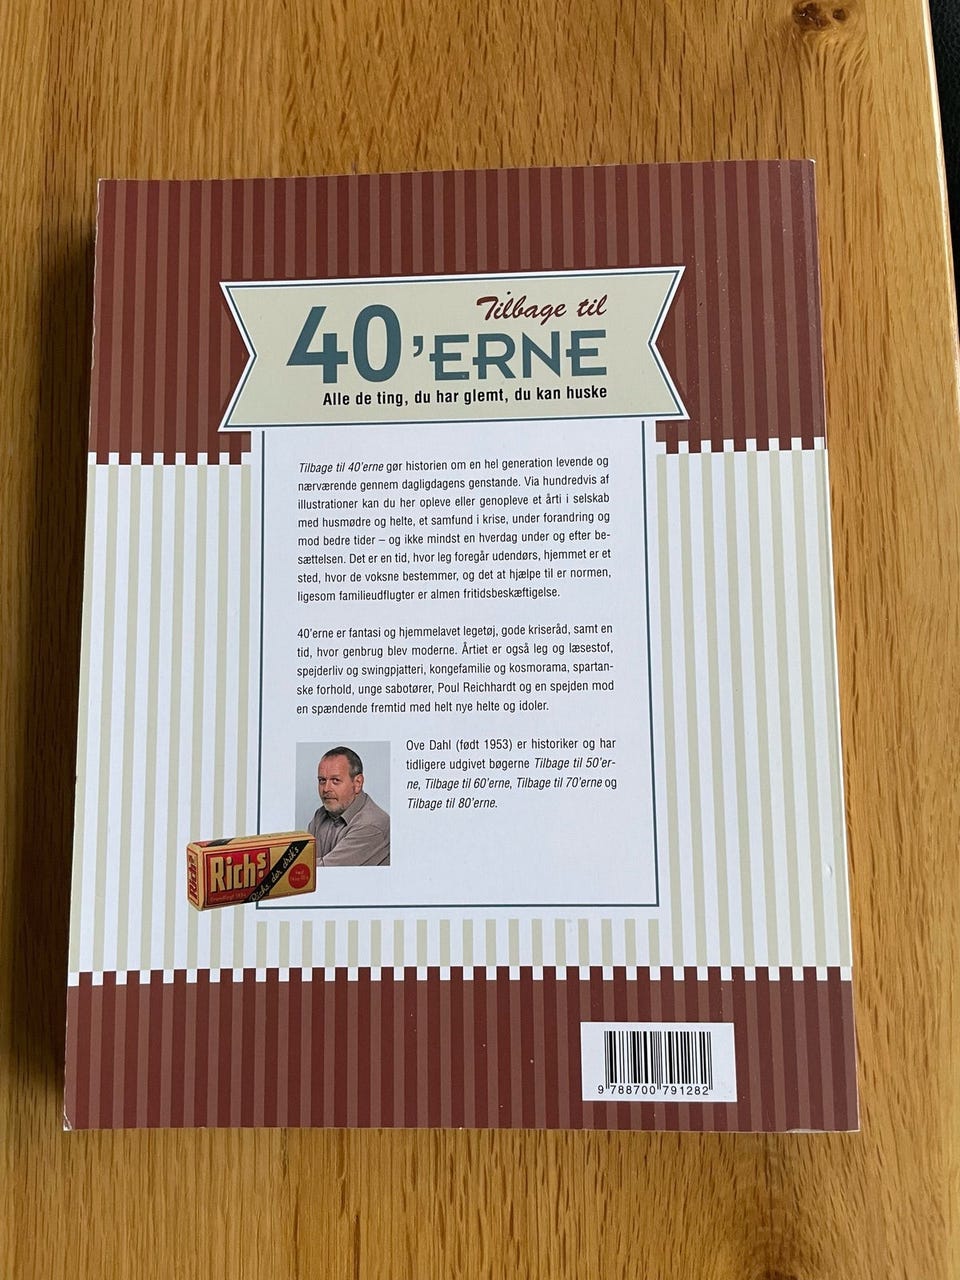 Tilbage til
40'ERNE
Alle de ting, du har glemt, du kan huske
Tilbage til 40'erne gør historien om en hel generation levende og
nærværende gennem dagligdagens genstande. Via hundredvis af
illustrationer kan du her opleve eller genopleve et årti i selskab
med husmødre og helte, et samfund i krise, under forandring og
mod bedre tider – og ikke mindst en hverdag under og efter be-
sættelsen. Det er en tid, hvor leg foregår udendørs, hjemmet er et
sted, hvor de voksne bestemmer, og det at hjælpe til er normen,
ligesom familieudflugter er almen fritidsbeskæftigelse.
40'erne er fantasi og hjemmelavet legetøj, gode kriseråd, samt en
tid, hvor genbrug blev moderne. Årtiet er også leg og læsestof,
spejderliv og swingpjatteri, kongefamilie og kosmorama, spartan-
ske forhold, unge sabotører, Poul Reichhardt og en spejden mod
en spændende fremtid med helt nye helte og idoler.
Ove Dahl (født 1953) er historiker og har
tidligere udgivet bøgerne Tilbage til 50'er-
ne, Tilbage til 60'erne, Tilbage til 70'erne og
Tilbage til 80'erne.
Rich's
Rich's
Richs der drik's
9 788700 791282